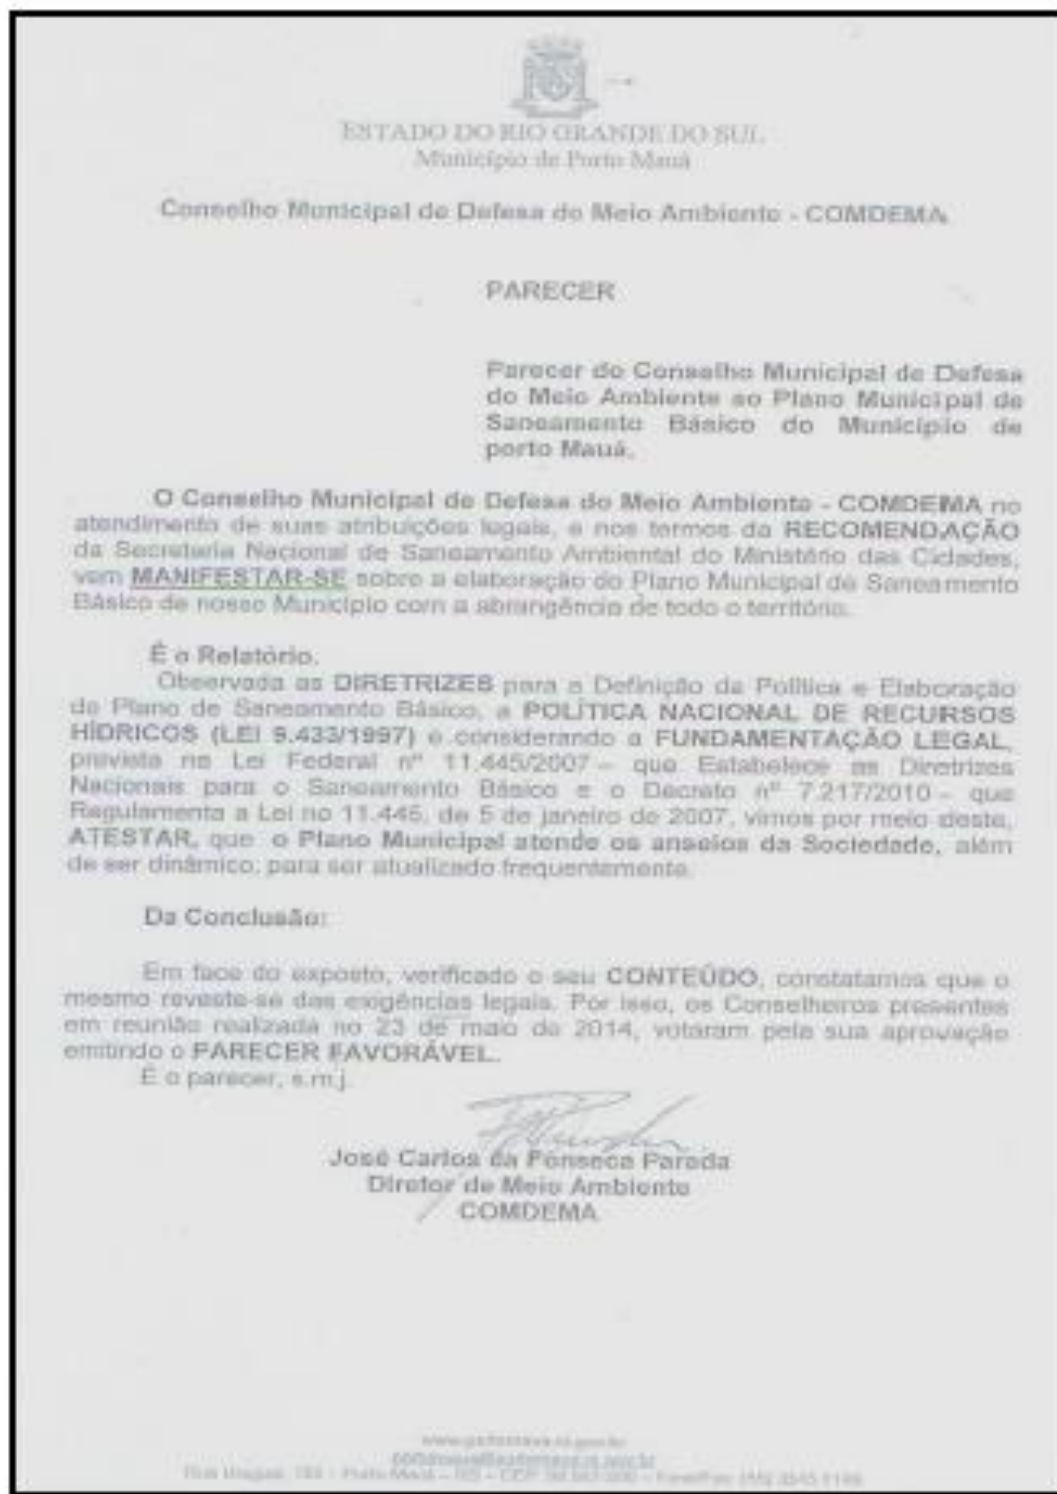 ESTADO DO RIO GRANDE DO SUL
Município de Porto Mauá
Conselho Municipal de Defesa do Meio Ambiente - COMDEMA
PARECER
Parecer do Conselho Municipal de Defesa
do Meio Ambiente ao Plano Municipal de
Saneamento Básico do Município de
porto Mauá.
O Conselho Municipal de Defesa do Meio Ambiente - COMDEMA no
atendimento de suas atribuições legais, e nos termos da RECOMENDAÇÃO
da Secretaria Nacional de Saneamento Ambiental do Ministério das Cidades,
vem MANIFESTAR-SE sobre a elaboração do Plano Municipal de Saneamento
Básico de nosso Município com a abrangência de todo o território.
É o Relatório.
Observada as DIRETRIZES para a Definição da Política e Elaboração
do Plano de Saneamento Básico, a POLÍTICA NACIONAL DE RECURSOS
HÍDRICOS (LEI 9.433/1997) e considerando a FUNDAMENTAÇÃO LEGAL,
prevista na Lei Federal nº 11.445/2007 – que Estabelece as Diretrizes
Nacionais para o Saneamento Básico e o Decreto nº 7.217/2010 – que
Regulamenta a Lei no 11.445, de 5 de janeiro de 2007, vimos por meio deste,
ATESTAR, que o Plano Municipal atende os anseios da Sociedade, além
de ser dinâmico, para ser atualizado frequentemente.
Da Conclusão:
Em face do exposto, verificado o seu CONTEÚDO, constatamos que o
mesmo reveste-se das exigências legais. Por isso, os Conselheiros presentes
em reunião realizada no 23 de maio de 2014, votaram pela sua aprovação
emitindo o PARECER FAVORÁVEL.
É o parecer, s.m.j.
José Carlos da Fonseca Parada
Diretor de Meio Ambiente
COMDEMA
Rua Uruguai, Porto Mauá – RS – CEP